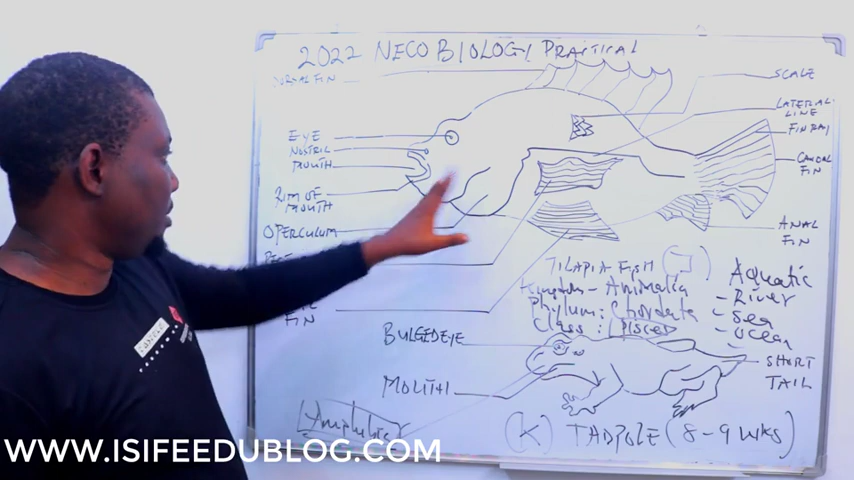 2022 NECO BIOLOGY PRACTICAL
DORSAL FIN
EYE
NOSTRIL
MOUTH
RIM OF
MOUTH
OPERCULUM
FIN
SCALE
LATERAL
LINE
FIN RAY
CAUDAL
FIN
ANAL
FIN
TILAPIA FISH (J)
Kingdom - Animalia
Phylum: Chordata
Class: Pisces
Aquatic
- River
- Sea
- Ocean
BULGED EYE
MOUTH
SHORT
TAIL
(K) TADPOLE (8-9 wks)
WWW.ISIFEEDUBLOG.COM